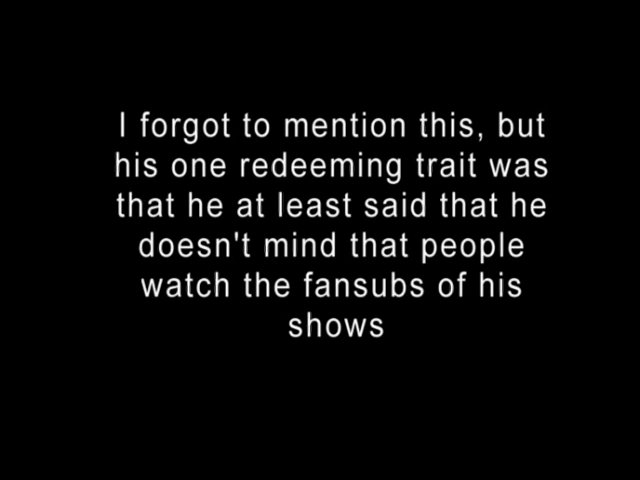 I forgot to mention this, but
his one redeeming trait was
that he at least said that he
doesn't mind that people
watch the fansubs of his
shows